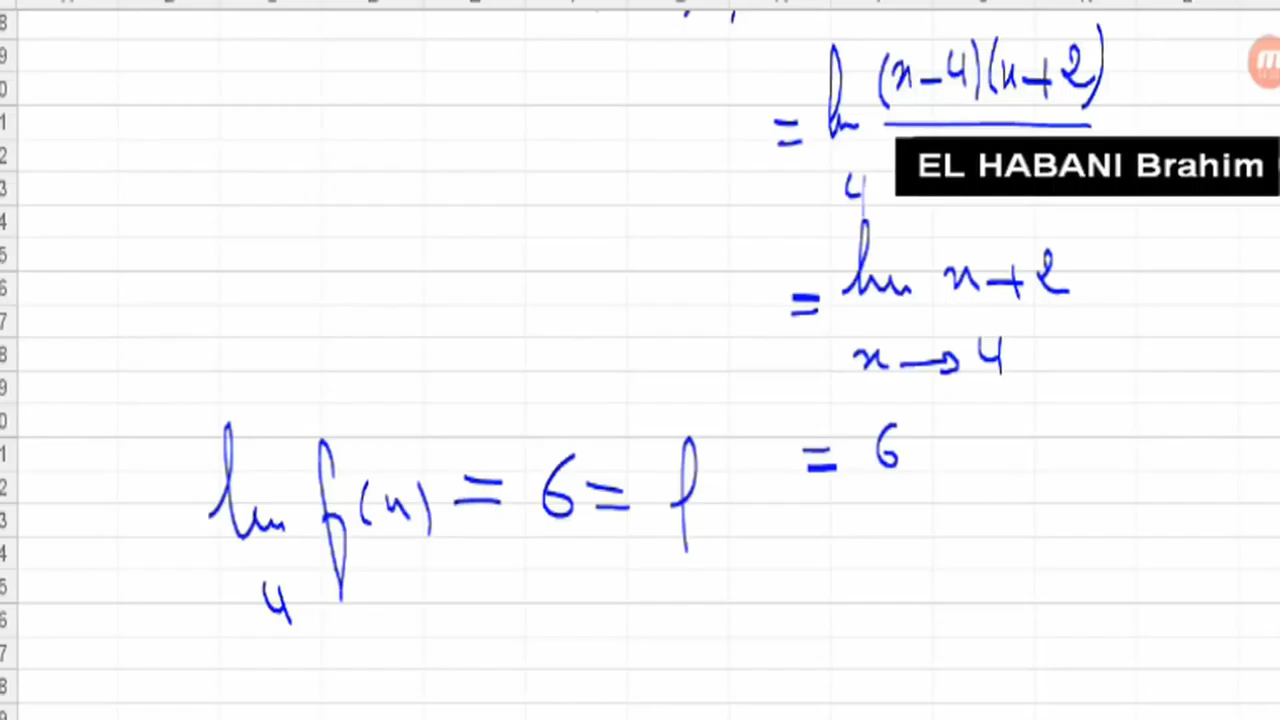 = lim (x-4)(x+2)
4
EL HABANI Brahim
= lim x+2
x→4
= 6
lim f(x) = 6 = f
4